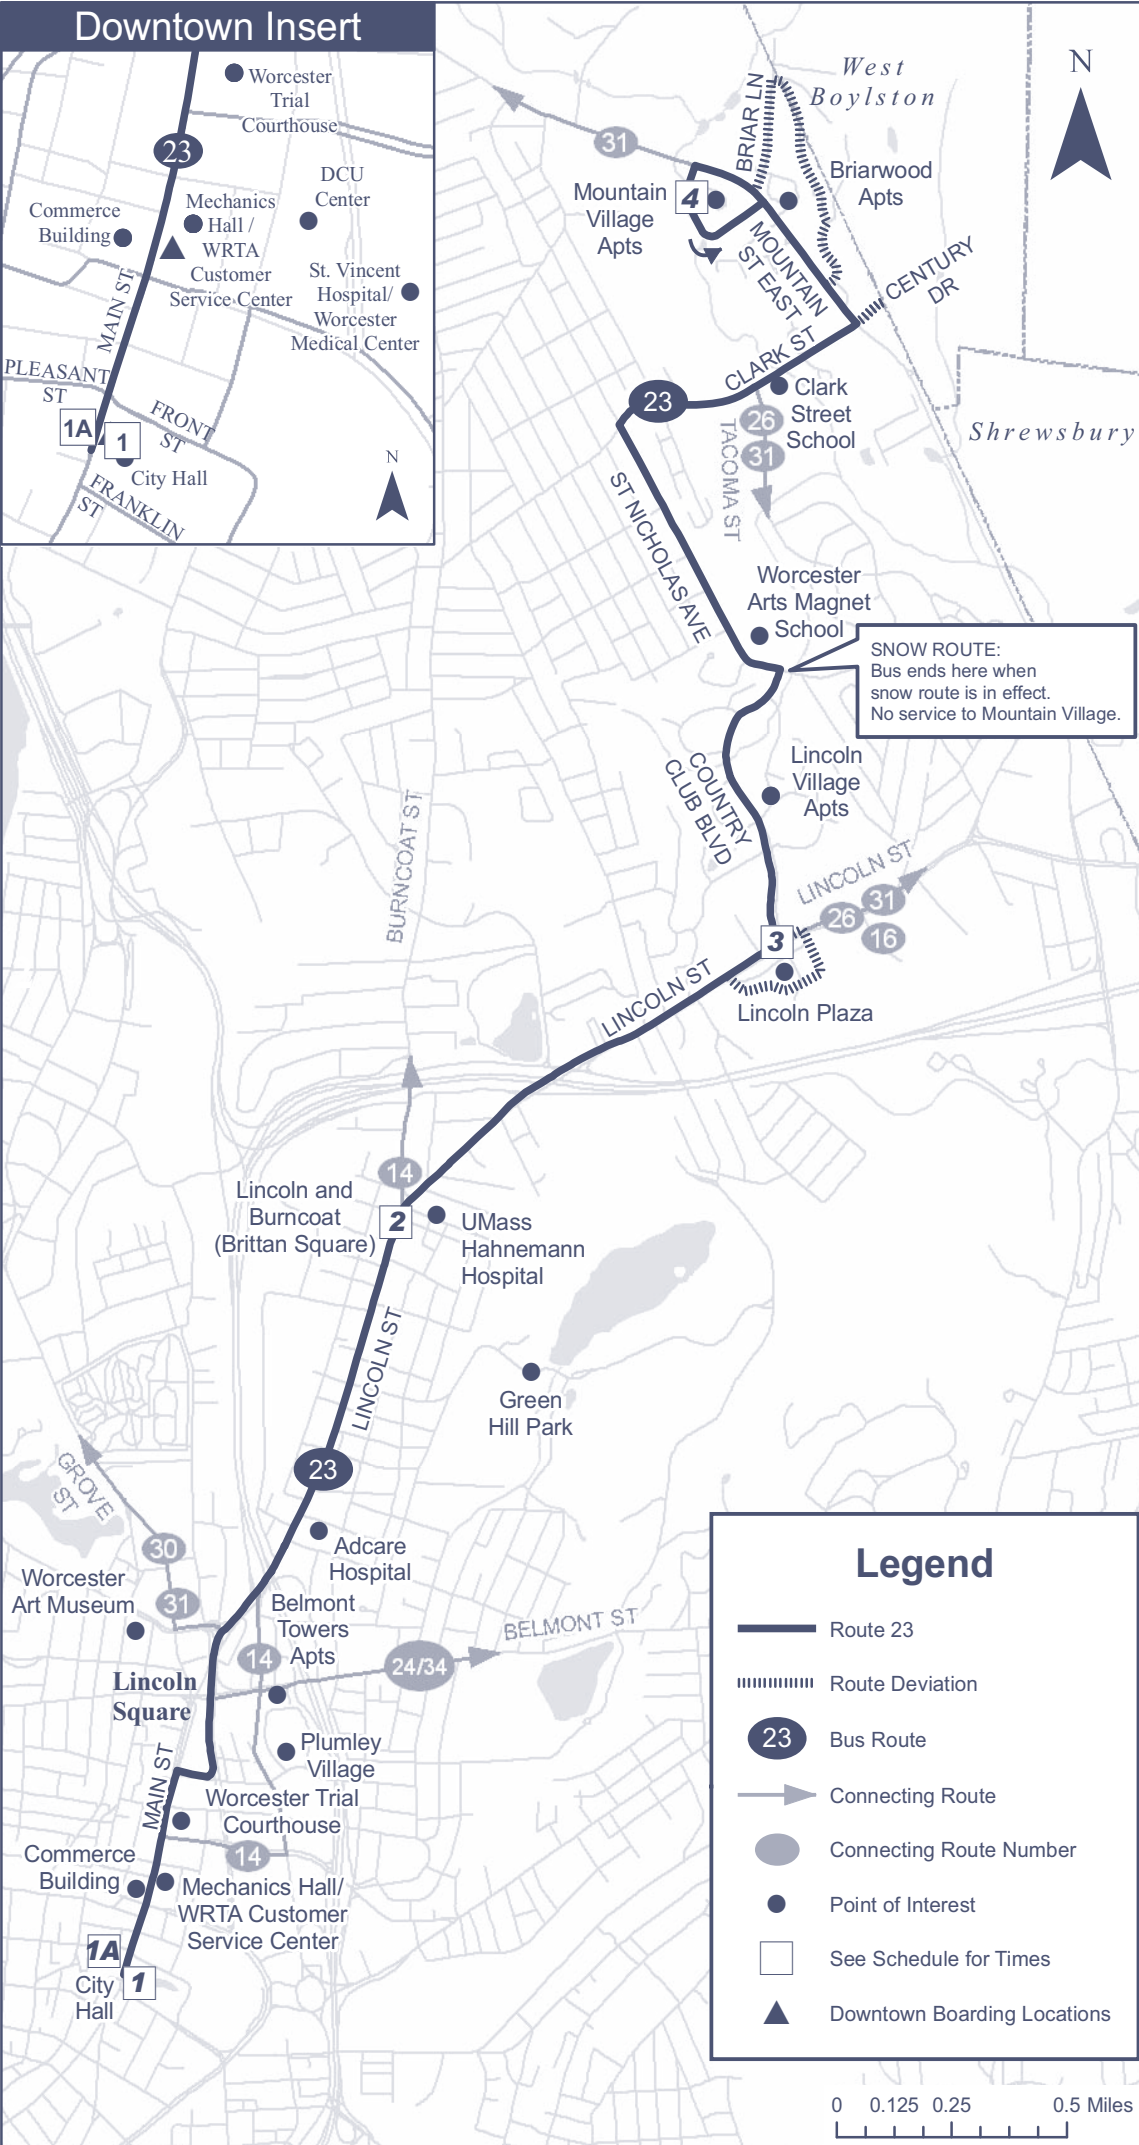 Downtown Insert
Worcester
Trial
Courthouse
23
DCU
Center
Mechanics
Hall /
WRTA
Customer
Service Center
Commerce
Building
St. Vincent
Hospital/
Worcester
Medical Center
MAIN ST
PLEASANT
ST
FRONT
ST
1A
1
City Hall
FRANKLIN
ST
N
West
Boylston
N
31
BRIAR LN
Briarwood
Apts
Mountain
Village
Apts
4
MOUNTAIN
ST EAST
CENTURY
DR
CLARK ST
23
Clark
Street
School
26
31
TACOMA ST
Shrewsbury
ST NICHOLAS AVE
Worcester
Arts Magnet
School
SNOW ROUTE:
Bus ends here when
snow route is in effect.
No service to Mountain Village.
COUNTRY
CLUB BLVD
Lincoln
Village
Apts
BURNCOAT ST
LINCOLN ST
31
26
16
3
LINCOLN ST
Lincoln Plaza
14
Lincoln and
Burncoat
(Brittan Square)
2
UMass
Hahnemann
Hospital
LINCOLN ST
Green
Hill Park
GROVE
ST
23
30
31
Adcare
Hospital
Worcester
Art Museum
Belmont
Towers
Apts
BELMONT ST
14
24/34
Lincoln
Square
Plumley
Village
MAIN ST
Worcester Trial
Courthouse
14
Commerce
Building
Mechanics Hall/
WRTA Customer
Service Center
1A
City
Hall
1
Legend
Route 23
Route Deviation
23
Bus Route
Connecting Route
Connecting Route Number
Point of Interest
See Schedule for Times
Downtown Boarding Locations
0 0.125 0.25 0.5 Miles